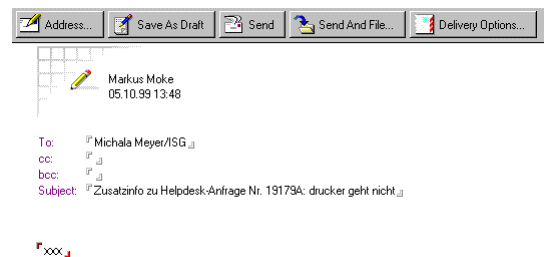 Address... Save As Draft Send Send And File... Delivery Options...
Markus Moke
05.10.99 13:48
To: Michala Meyer/ISG
cc:
bcc:
Subject: Zusatzinfo zu Helpdesk-Anfrage Nr. 19179A: drucker geht nicht
xxx